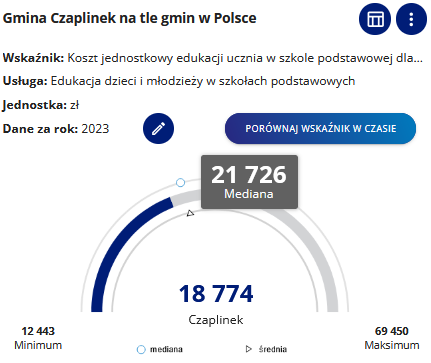 Gmina Czaplinek na tle gmin w Polsce
Wskaźnik: Koszt jednostkowy edukacji ucznia w szkole podstawowej dla...
Usługa: Edukacja dzieci i młodzieży w szkołach podstawowych
Jednostka: zł
Dane za rok: 2023
PORÓWNAJ WSKAŹNIK W CZASIE
21 726
Mediana
18 774
Czaplinek
12 443
Minimum
69 450
Maksimum
mediana
średnia